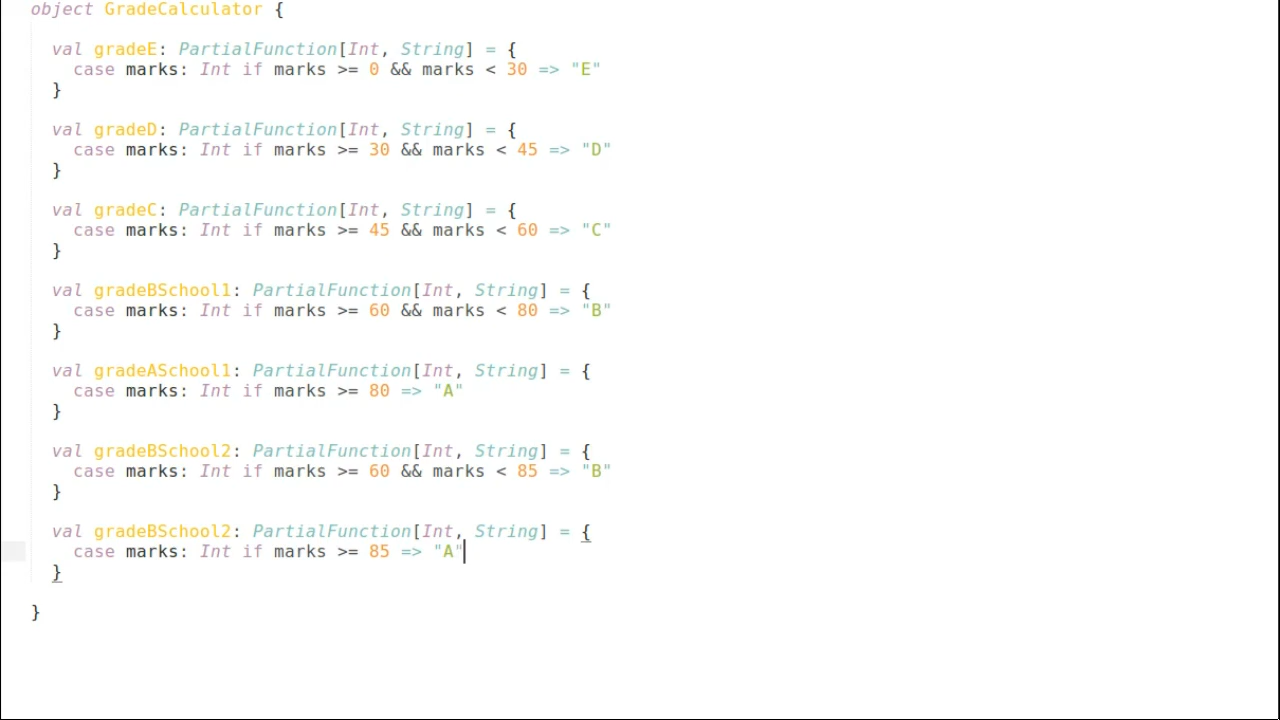 object GradeCalculator {
val gradeE: PartialFunction[Int, String] = {
case marks: Int if marks >= 0 && marks < 30 => "E"
}
val gradeD: PartialFunction[Int, String] = {
case marks: Int if marks >= 30 && marks < 45 => "D"
}
val gradeC: PartialFunction[Int, String] = {
case marks: Int if marks >= 45 && marks < 60 => "C"
}
val gradeBSchool1: PartialFunction[Int, String] = {
case marks: Int if marks >= 60 && marks < 80 => "B"
}
val gradeASchool1: PartialFunction[Int, String] = {
case marks: Int if marks >= 80 => "A"
}
val gradeBSchool2: PartialFunction[Int, String] = {
case marks: Int if marks >= 60 && marks < 85 => "B"
}
val gradeBSchool2: PartialFunction[Int, String] = {
case marks: Int if marks >= 85 => "A"
}
}